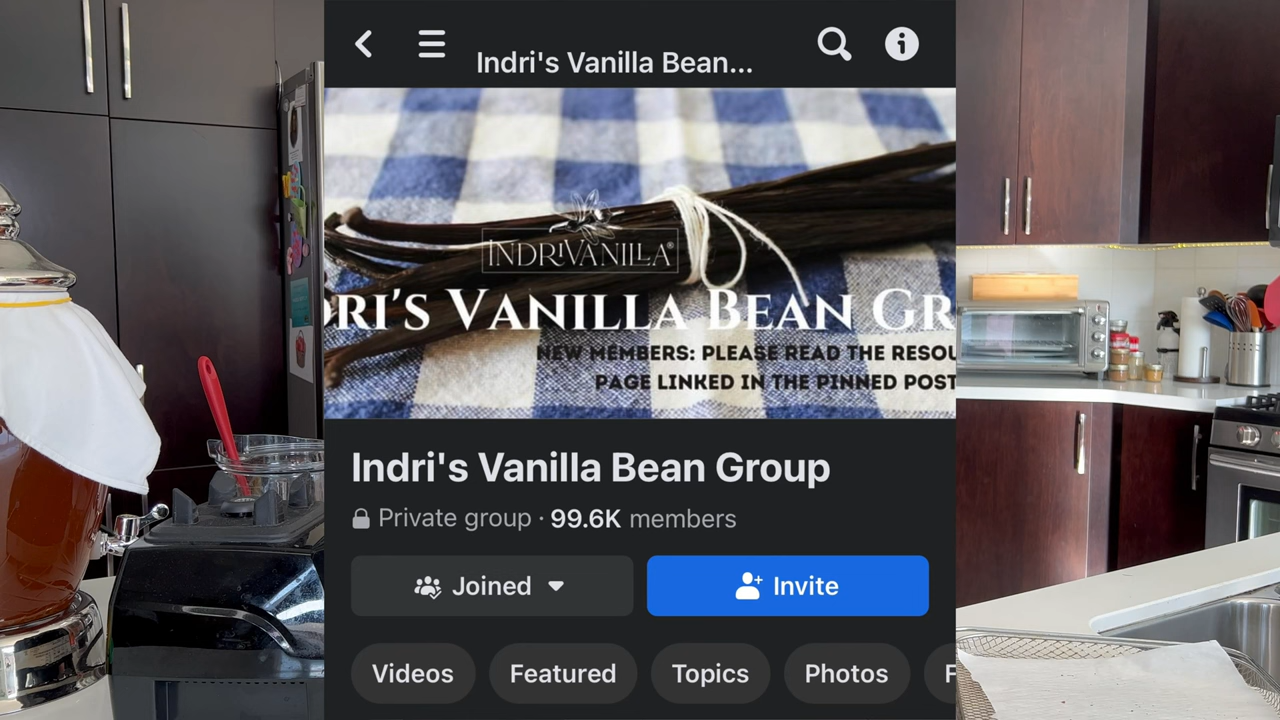 Indri's Vanilla Bean...
INDRIVANILLA®
DRI'S VANILLA BEAN GR
NEW MEMBERS: PLEASE READ THE RESOU
PAGE LINKED IN THE PINNED POST
Indri's Vanilla Bean Group
Private group · 99.6K members
Joined
Invite
Videos
Featured
Topics
Photos
F